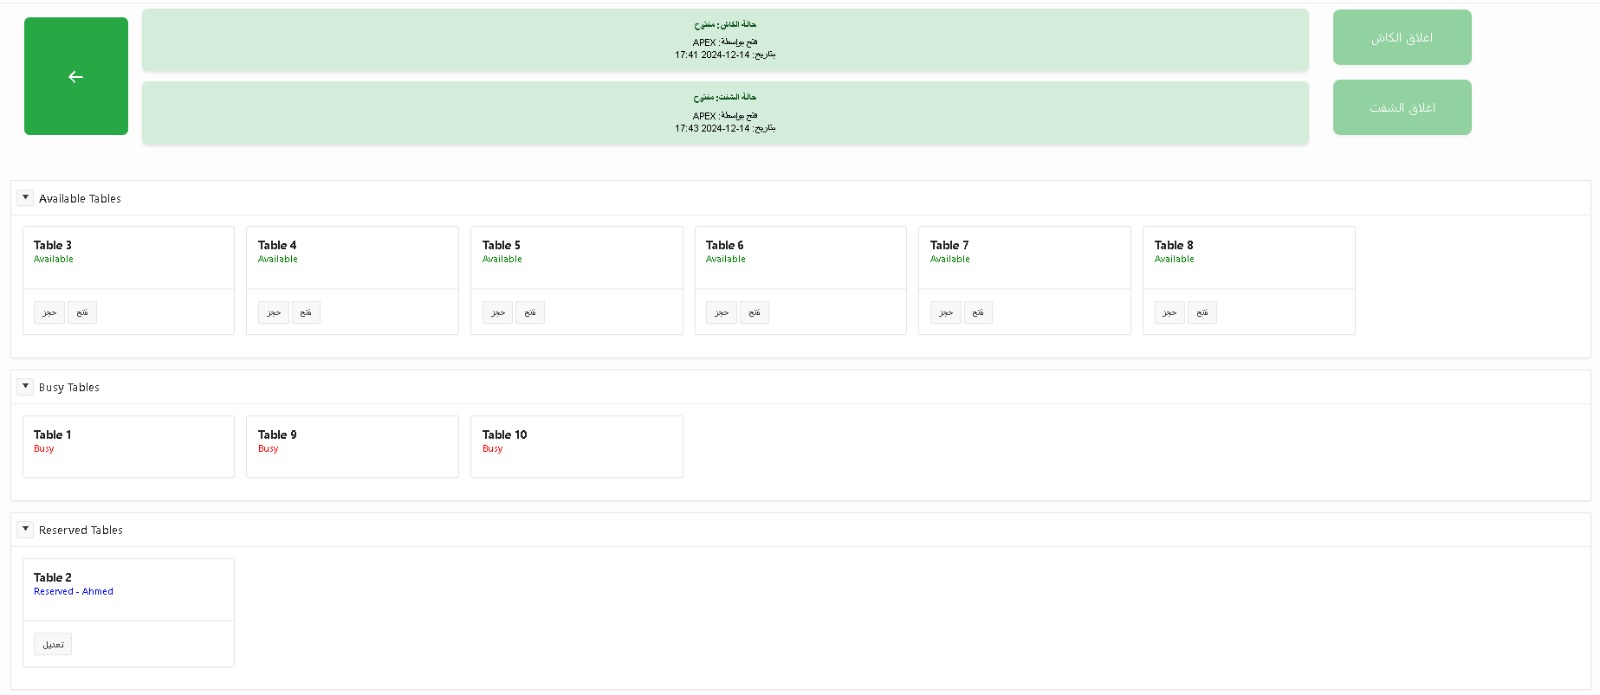 حالة الكاش: مفتوح
فتح بواسطة: APEX
بتاريخ: 14-12-2024 17:41
اغلاق الكاش
حالة الشفت: مفتوح
فتح بواسطة: APEX
بتاريخ: 14-12-2024 17:43
اغلاق الشفت
Available Tables
Table 3
Available
حجز
فتح
Table 4
Available
حجز
فتح
Table 5
Available
حجز
فتح
Table 6
Available
حجز
فتح
Table 7
Available
حجز
فتح
Table 8
Available
حجز
فتح
Busy Tables
Table 1
Busy
Table 9
Busy
Table 10
Busy
Reserved Tables
Table 2
Reserved - Ahmed
تعديل